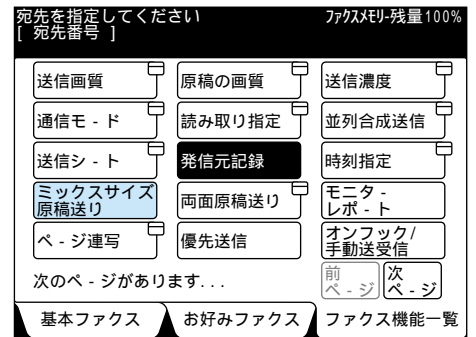 宛先を指定してください ファクスメモリ-残量100%
[ 宛先番号 ]
送信画質 原稿の画質 送信濃度
通信モ-ド 読み取り指定 並列合成送信
送信シ-ト 発信元記録 時刻指定
ミックスサイズ
原稿送り
両面原稿送り
モニタ-
レポ-ト
ペ-ジ連写 優先送信
オンフック/
手動送受信
次のペ-ジがあります...
前
ペ-ジ
次
ペ-ジ
基本ファクス お好みファクス ファクス機能一覧